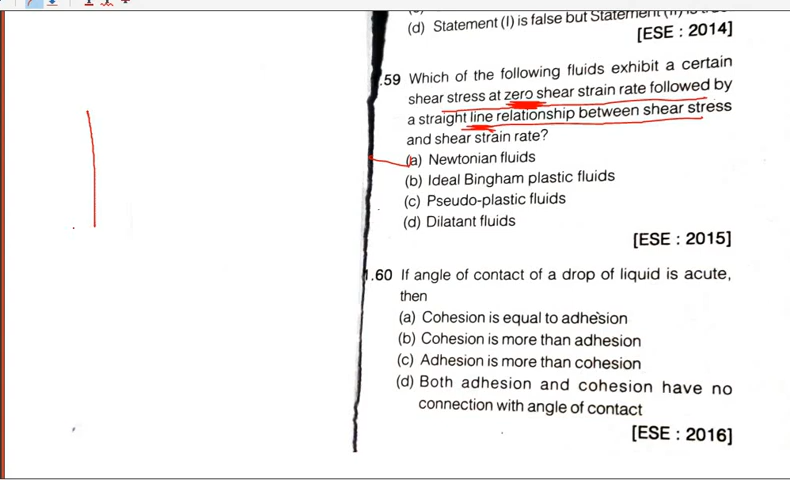 (d) Statement (I) is false but Statement (II) is true
[ESE : 2014]
.59 Which of the following fluids exhibit a certain
shear stress at zero shear strain rate followed by
a straight line relationship between shear stress
and shear strain rate?
(a) Newtonian fluids
(b) Ideal Bingham plastic fluids
(c) Pseudo-plastic fluids
(d) Dilatant fluids
[ESE : 2015]
1.60 If angle of contact of a drop of liquid is acute,
then
(a) Cohesion is equal to adhesion
(b) Cohesion is more than adhesion
(c) Adhesion is more than cohesion
(d) Both adhesion and cohesion have no
connection with angle of contact
[ESE : 2016]